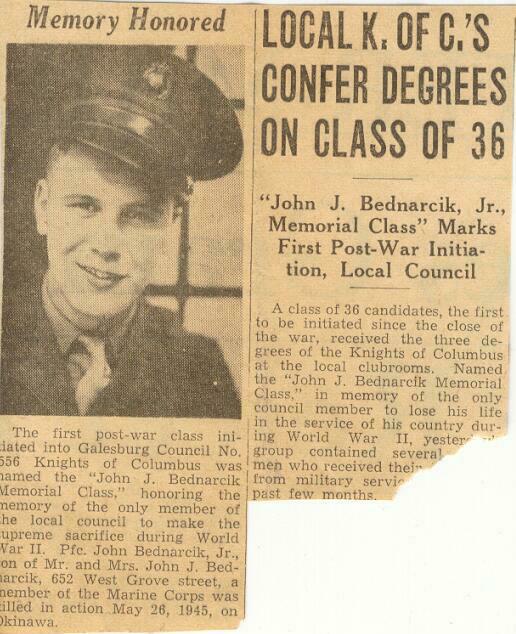 Memory Honored
The first post-war class ini-
tiated into Galesburg Council No.
556 Knights of Columbus was
named the "John J. Bednarcik
Memorial Class," honoring the
memory of the only member of
the local council to make the
supreme sacrifice during World
War II. Pfc. John Bednarcik, Jr.,
son of Mr. and Mrs. John J. Bed-
narcik, 652 West Grove street, a
member of the Marine Corps was
killed in action May 26, 1945, on
Okinawa.
LOCAL K. OF C.'S
CONFER DEGREES
ON CLASS OF 36
"John J. Bednarcik, Jr.,
Memorial Class" Marks
First Post-War Initia-
tion, Local Council
A class of 36 candidates, the first
to be initiated since the close of
the war, received the three de-
grees of the Knights of Columbus
at the local clubrooms. Named
the "John J. Bednarcik Memorial
Class," in memory of the only
council member to lose his life
in the service of his country dur-
ing World War II,
group contained several
men who received their
from military
past few months.